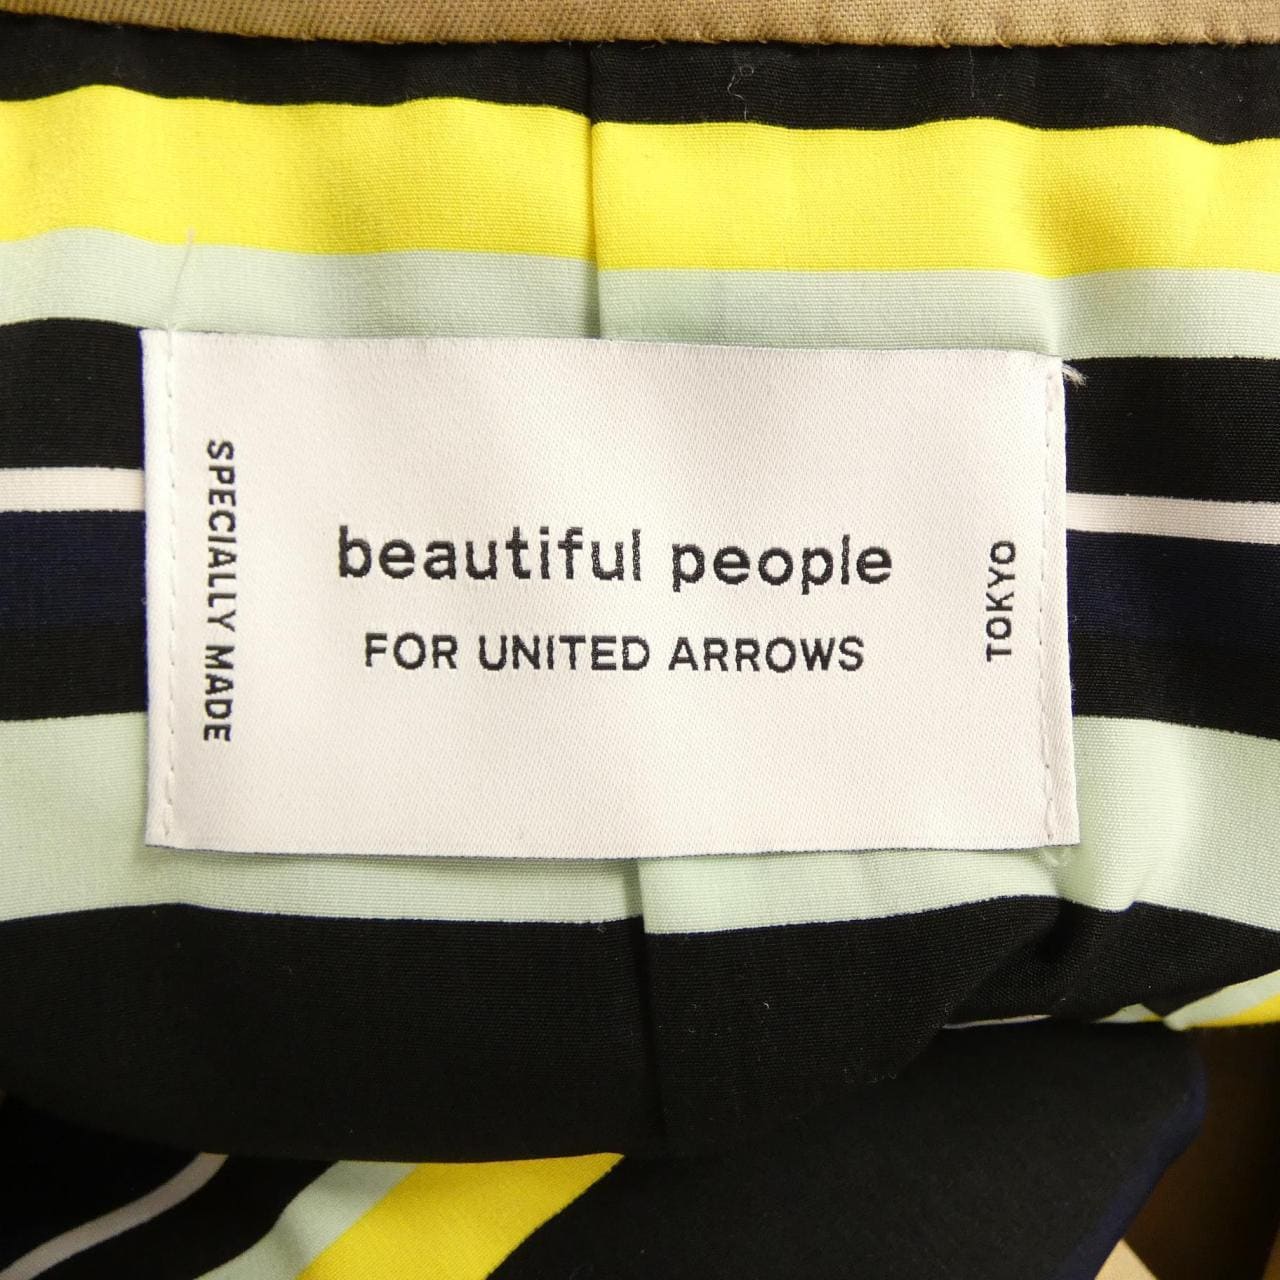 SPECIALLY MADE
beautiful people
FOR UNITED ARROWS
TOKYO